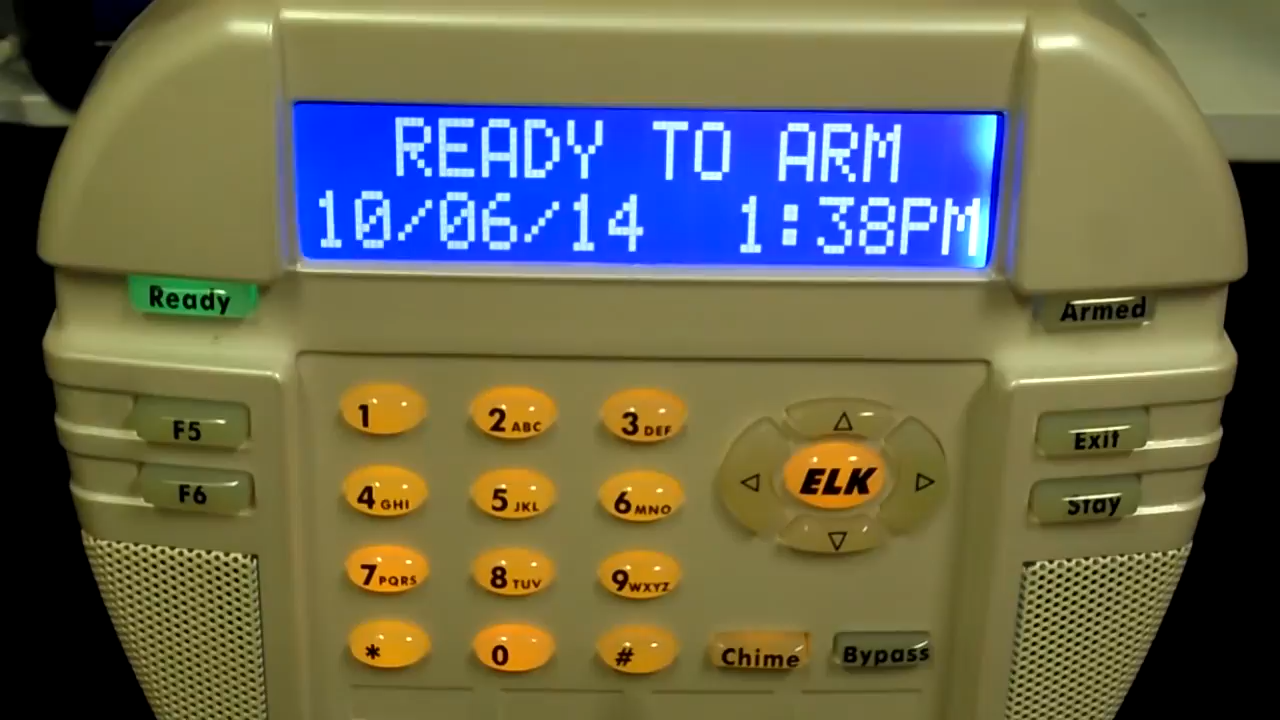 READY TO ARM
10/06/14 1:38PM
Ready
Armed
1 2 ABC 3 DEF
F5
Exit
4 GHI 5 JKL 6 MNO
ELK
F6
Stay
7 PQRS 8 TUV 9 WXYZ
* 0 #
Chime Bypass